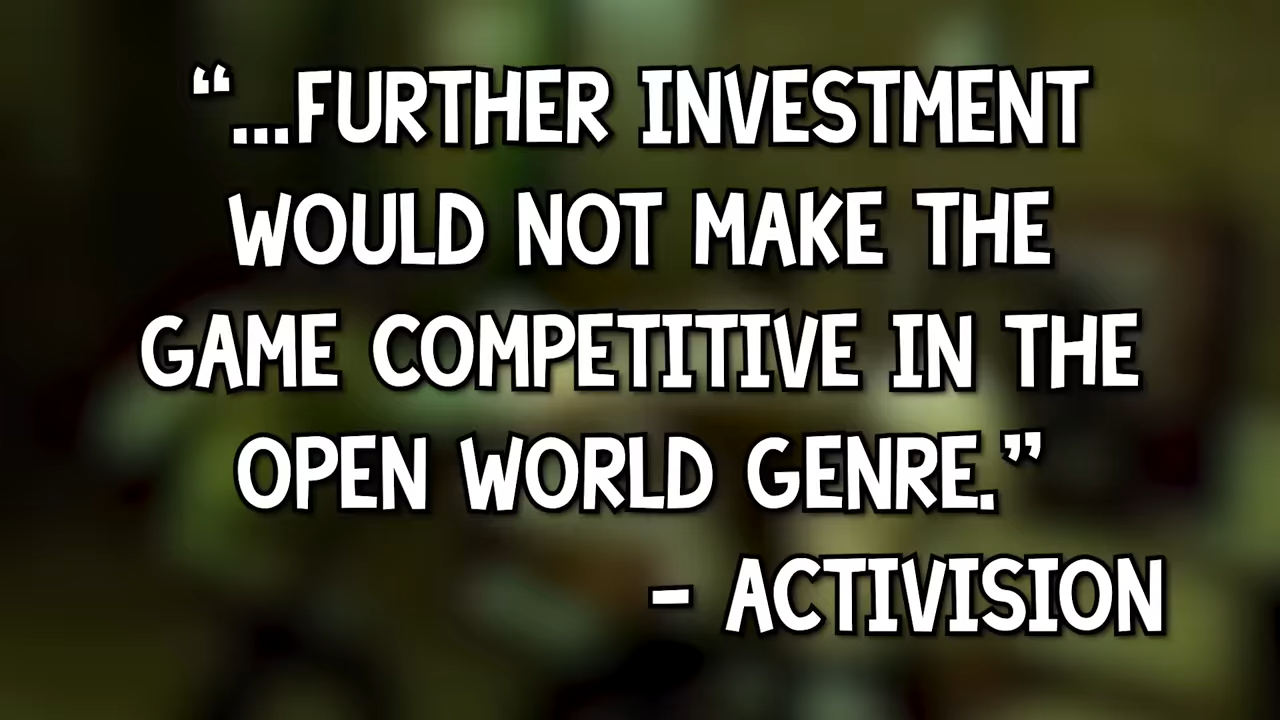 “...FURTHER INVESTMENT
WOULD NOT MAKE THE
GAME COMPETITIVE IN THE
OPEN WORLD GENRE.”
- ACTIVISION